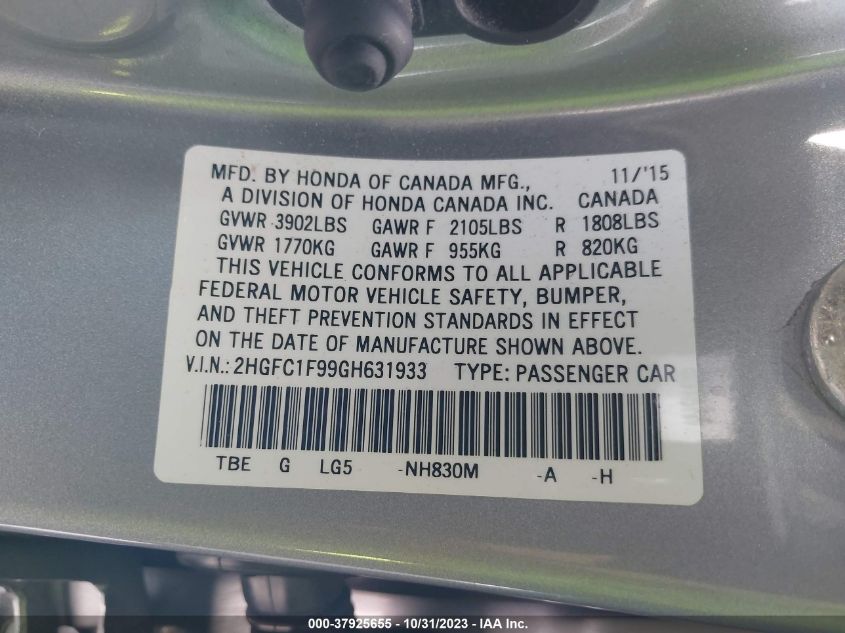 MFD. BY HONDA OF CANADA MFG., 11/'15
A DIVISION OF HONDA CANADA INC. CANADA
GVWR 3902LBS GAWR F 2105LBS R 1808LBS
GVWR 1770KG GAWR F 955KG R 820KG
THIS VEHICLE CONFORMS TO ALL APPLICABLE
FEDERAL MOTOR VEHICLE SAFETY, BUMPER,
AND THEFT PREVENTION STANDARDS IN EFFECT
ON THE DATE OF MANUFACTURE SHOWN ABOVE.
V.I.N.: 2HGFC1F99GH631933 TYPE: PASSENGER CAR
TBE G LG5 -NH830M -A -H
000-37925655 - 10/31/2023 - IAA Inc.